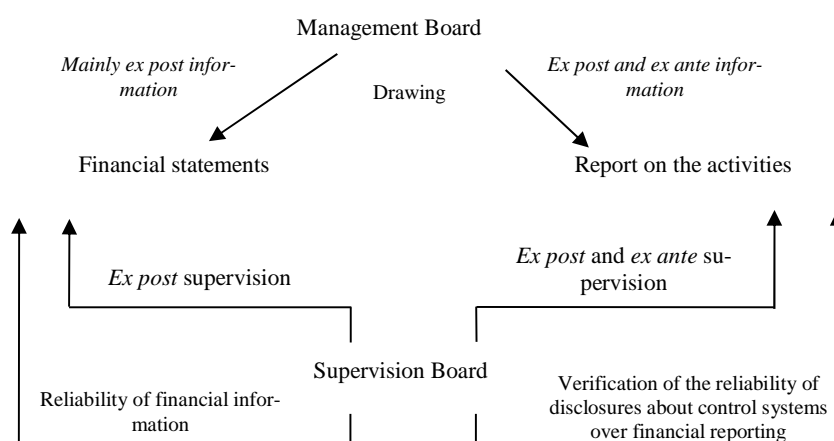 Management Board
Mainly ex post infor-
mation
Drawing
Ex post and ex ante infor-
mation
Financial statements
Report on the activities
Ex post supervision
Ex post and ex ante su-
pervision
Supervision Board
Reliability of financial infor-
mation
Verification of the reliability of
disclosures about control systems
over financial reporting